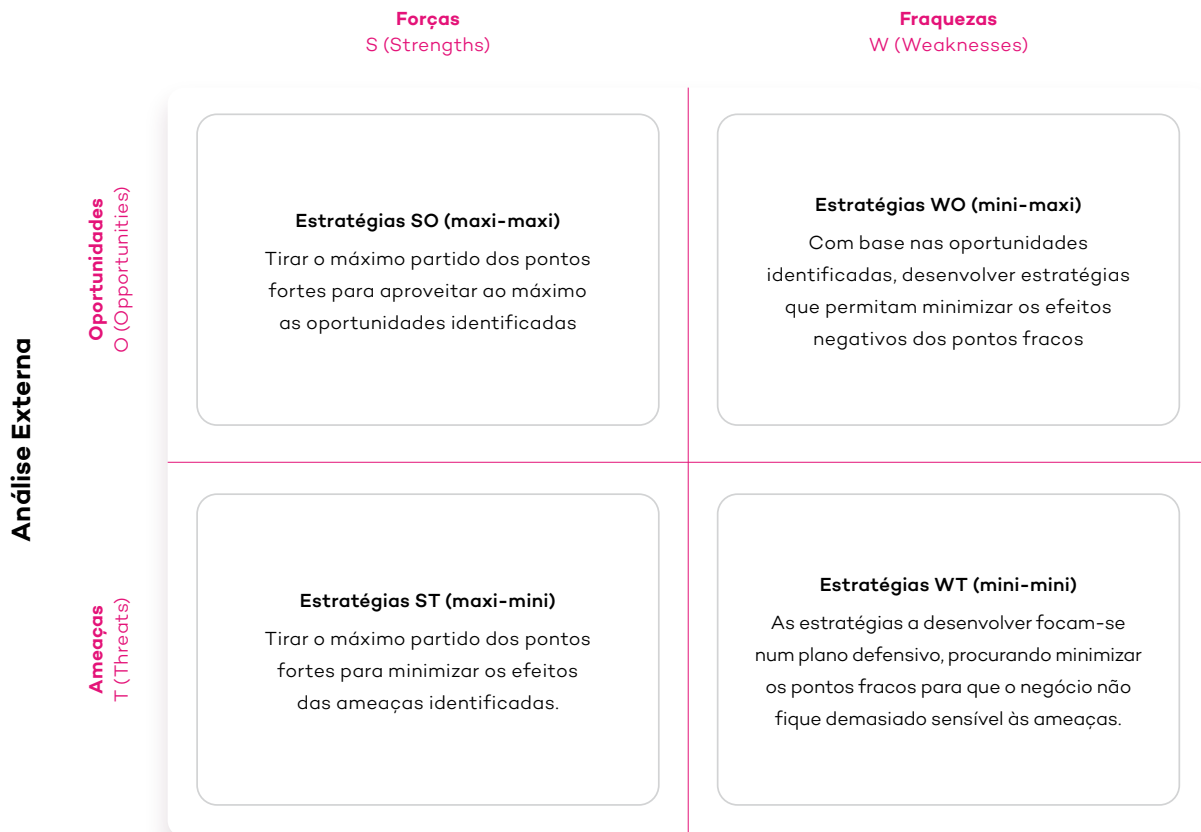 Forças
S (Strengths)
Fraquezas
W (Weaknesses)
Análise Externa
Oportunidades
O (Opportunities)
Estratégias SO (maxi-maxi)
Tirar o máximo partido dos pontos
fortes para aproveitar ao máximo
as oportunidades identificadas
Estratégias WO (mini-maxi)
Com base nas oportunidades
identificadas, desenvolver estratégias
que permitam minimizar os efeitos
negativos dos pontos fracos
Ameaças
T (Threats)
Estratégias ST (maxi-mini)
Tirar o máximo partido dos pontos
fortes para minimizar os efeitos
das ameaças identificadas.
Estratégias WT (mini-mini)
As estratégias a desenvolver focam-se
num plano defensivo, procurando minimizar
os pontos fracos para que o negócio não
fique demasiado sensível às ameaças.